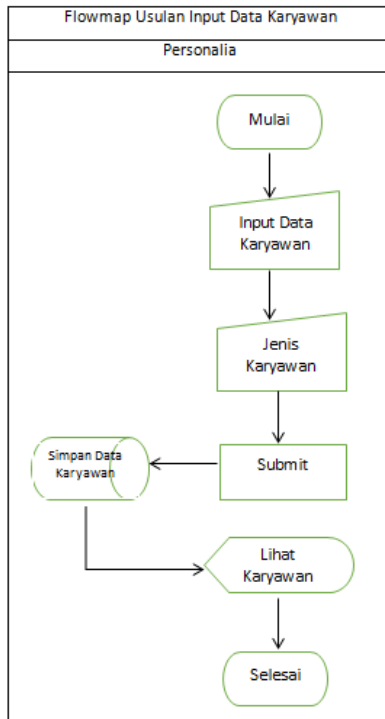 Flowmap Usulan Input Data Karyawan
Personalia
Mulai
Input Data
Karyawan
Jenis
Karyawan
Submit
Simpan Data
Karyawan
Lihat
Karyawan
Selesai